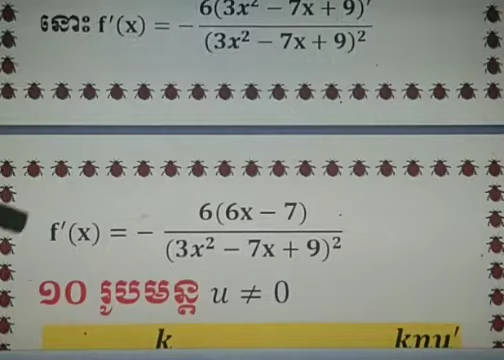 នោះ f′(x) = − 6(3x² − 7x + 9)′ / (3x² − 7x + 9)²
f′(x) = − 6(6x − 7) / (3x² − 7x + 9)²
១០ រូបមន្ត u ≠ 0
k knu′